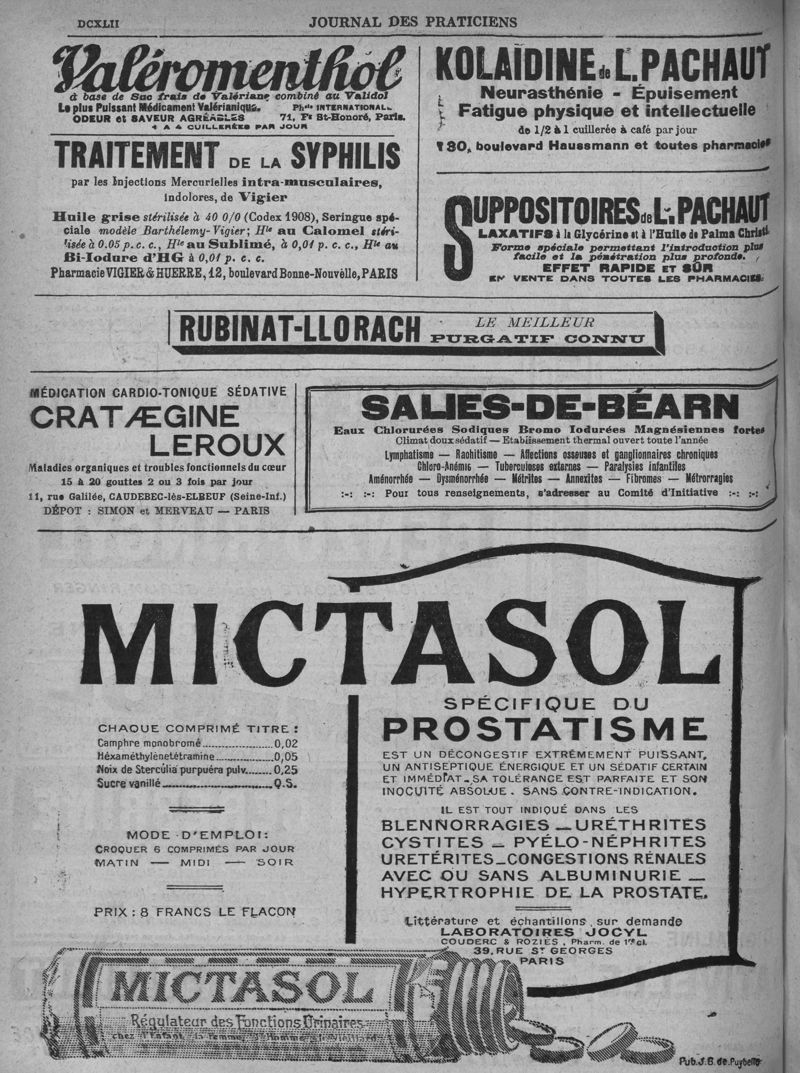 DCXLII
JOURNAL DES PRATICIENS
Valéromenthol
à base de Suc frais de Valériane combiné au Validol
Le plus Puissant Médicament Valérianique.
ODEUR et SAVEUR AGRÉABLES
Phcie INTERNATIONALE
71, Fg St-Honoré, Paris.
1 A 4 CUILLERÉES PAR JOUR
TRAITEMENT DE LA SYPHILIS
par les Injections Mercurielles intra-musculaires,
indolores, de Vigier
Huile grise stérilisée à 40 0/0 (Codex 1908), Seringue spé-
ciale modèle Barthélemy-Vigier; Hle au Calomel stéri-
lisée à 0.05 p. c. c., Hle au Sublimé, à 0,01 p. c. c., Hle au
Bi-Iodure d'HG à 0,01 p. c. c.
Pharmacie VIGIER & HUERRE, 12, boulevard Bonne-Nouvelle, PARIS
KOLAÏDINE de L. PACHAUT
Neurasthénie - Épuisement
Fatigue physique et intellectuelle
de 1/2 à 1 cuillerée à café par jour
130, boulevard Haussmann et toutes pharmacies
SUPPOSITOIRES de L. PACHAUT
LAXATIFS à la Glycérine et à l'Huile de Palma Christi
Forme spéciale permettant l'introduction plus
facile et la pénétration plus profonde.
EFFET RAPIDE ET SÛR
EN VENTE DANS TOUTES LES PHARMACIES
RUBINAT-LLORACH
LE MEILLEUR
PURGATIF CONNU
MÉDICATION CARDIO-TONIQUE SÉDATIVE
CRATÆGINE
LEROUX
Maladies organiques et troubles fonctionnels du cœur
15 à 20 gouttes 2 ou 3 fois par jour
11, rue Galilée, CAUDEBEC-lès-ELBEUF (Seine-Inf.)
DÉPOT : SIMON et MERVEAU — PARIS
SALIES-DE-BÉARN
Eaux Chlorurées Sodiques Bromo Iodurées Magnésiennes fortes
Climat doux sédatif — Etablissement thermal ouvert toute l'année
Lymphatisme — Rachitisme — Affections osseuses et ganglionnaires chroniques
Chloro-Anémie — Tuberculoses externes — Paralysies infantiles
Aménorrhée — Dysménorrhée — Métrites — Annexites — Fibromes — Métrorragies
:-: :-: Pour tous renseignements, s'adresser au Comité d'Initiative :-: :-:
MICTASOL
CHAQUE COMPRIMÉ TITRE :
Camphre monobromé....................0,02
Héxaméthylènetétramine................0,05
Noix de Sterculia purpuéra pulv........0,25
Sucre vanillé............................Q.S.
MODE D'EMPLOI:
CROQUER 6 COMPRIMÉS PAR JOUR
MATIN — MIDI — SOIR
PRIX : 8 FRANCS LE FLACON
SPÉCIFIQUE DU
PROSTATISME
EST UN DÉCONGESTIF EXTRÊMEMENT PUISSANT,
UN ANTISEPTIQUE ÉNERGIQUE ET UN SÉDATIF CERTAIN
ET IMMÉDIAT_SA TOLÉRANCE EST PARFAITE ET SON
INOCUITÉ ABSOLUE . SANS CONTRE-INDICATION.
IL EST TOUT INDIQUÉ DANS LES
BLENNORRAGIES _ URÉTHRITES
CYSTITES _ PYÉLO-NÉPHRITES
URETÉRITES_CONGESTIONS RÉNALES
AVEC OU SANS ALBUMINURIE _
HYPERTROPHIE DE LA PROSTATE.
Littérature et échantillons sur demande
LABORATOIRES JOCYL
COUDERC & ROZIÈS, Pharm. de 1re cl.
39, RUE ST GEORGES
PARIS
MICTASOL
Régulateur des Fonctions Urinaires
chez l'Enfant, la Femme, l'Homme, le Vieillard
Pub. J. B. de Puybelle